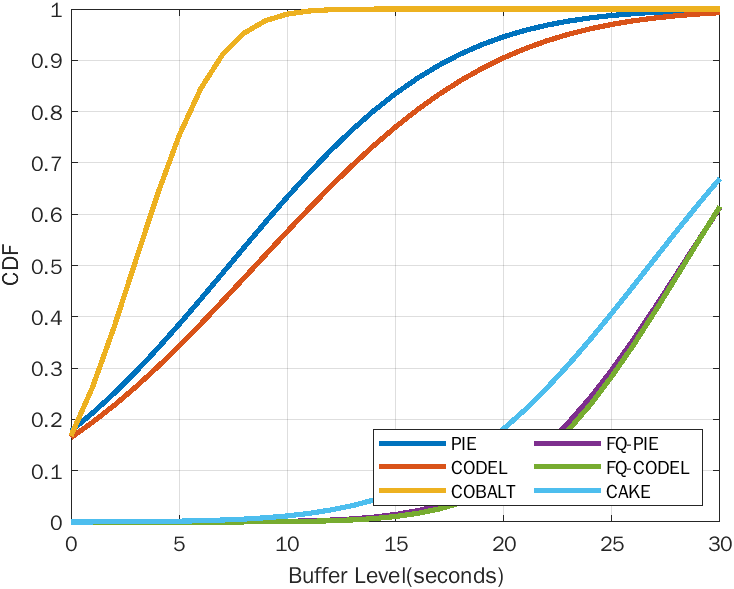 1
0.9
0.8
0.7
0.6
0.5
0.4
0.3
0.2
0.1
0
CDF
PIE FQ-PIE
CODEL FQ-CODEL
COBALT CAKE
0 5 10 15 20 25 30
Buffer Level(seconds)